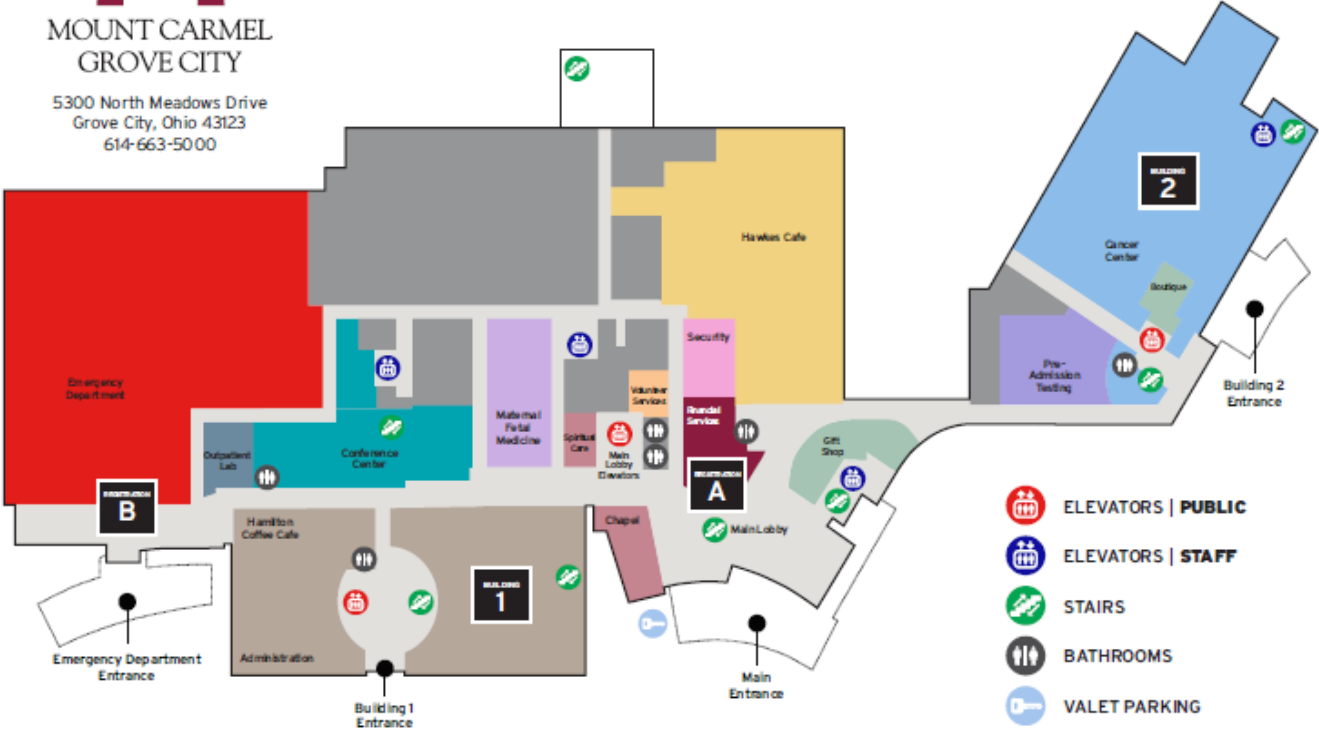 MOUNT CARMEL
GROVE CITY
5300 North Meadows Drive
Grove City, Ohio 43123
614-663-5000
BUILDING
2
Hawkes Cafe
Cancer
Center
Boutique
Security
Emergency
Department
Pre-
Admission
Testing
Building 2
Entrance
Volunteer
Services
Maternal
Fetal
Medicine
Financial
Services
Spiritual
Care
Main
Lobby
Elevators
Gift
Shop
Outpatient
Lab
Conference
Center
REGISTRATION
A
REGISTRATION
B
Hamilton
Coffee Cafe
Chapel
Main Lobby
BUILDING
1
Administration
Emergency Department
Entrance
Building 1
Entrance
Main
Entrance
ELEVATORS | PUBLIC
ELEVATORS | STAFF
STAIRS
BATHROOMS
VALET PARKING